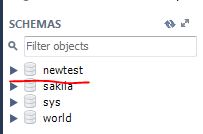 SCHEMAS
Filter objects
newtest
sakila
sys
world